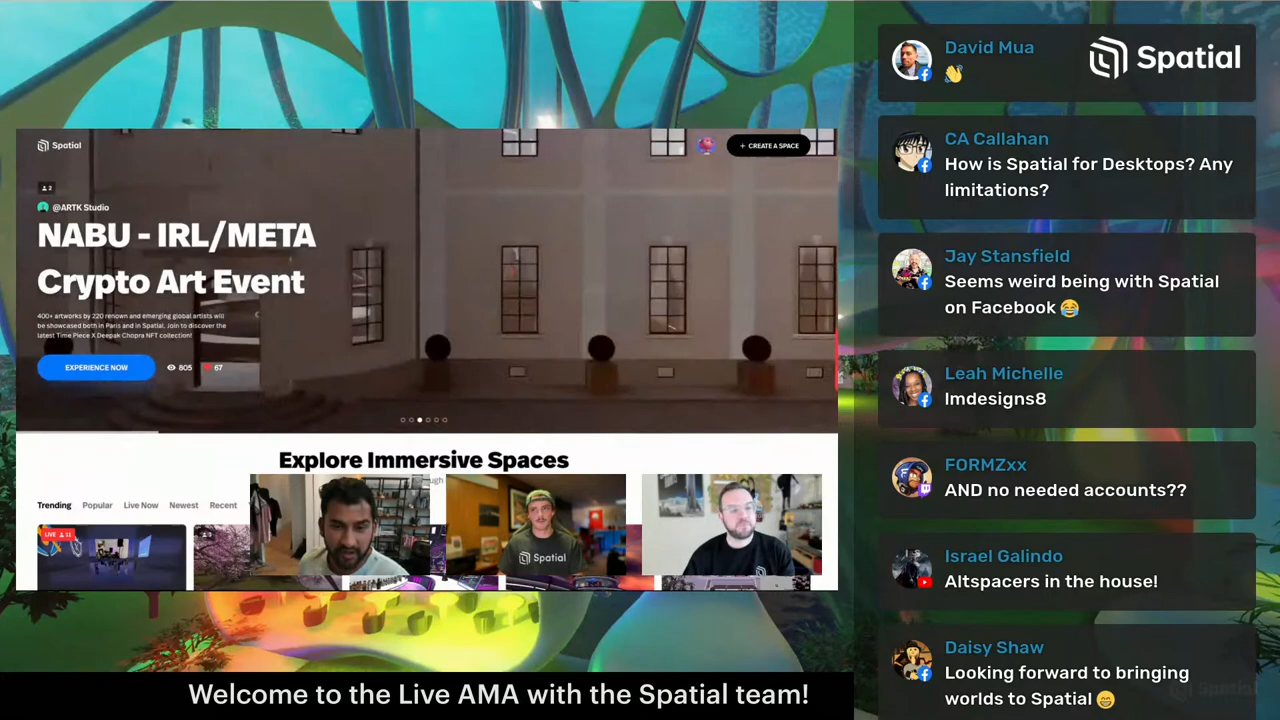 Spatial
+ CREATE A SPACE
2
@ARTK Studio
NABU - IRL/META
Crypto Art Event
400+ artworks by 220 renown and emerging global artists will
be showcased both in Paris and in Spatial. Join to discover the
latest Time Piece X Deepak Chopra NFT collection!
EXPERIENCE NOW
805
67
Explore Immersive Spaces
ugh
Trending
Popular
Live Now
Newest
Recent
LIVE 11
Spatial
Welcome to the Live AMA with the Spatial team!
Spatial
David Mua
👋
CA Callahan
How is Spatial for Desktops? Any
limitations?
Jay Stansfield
Seems weird being with Spatial
on Facebook 😂
Leah Michelle
lmdesigns8
FORMZxx
AND no needed accounts??
Israel Galindo
Altspacers in the house!
Daisy Shaw
Looking forward to bringing
worlds to Spatial 😁
Spatial